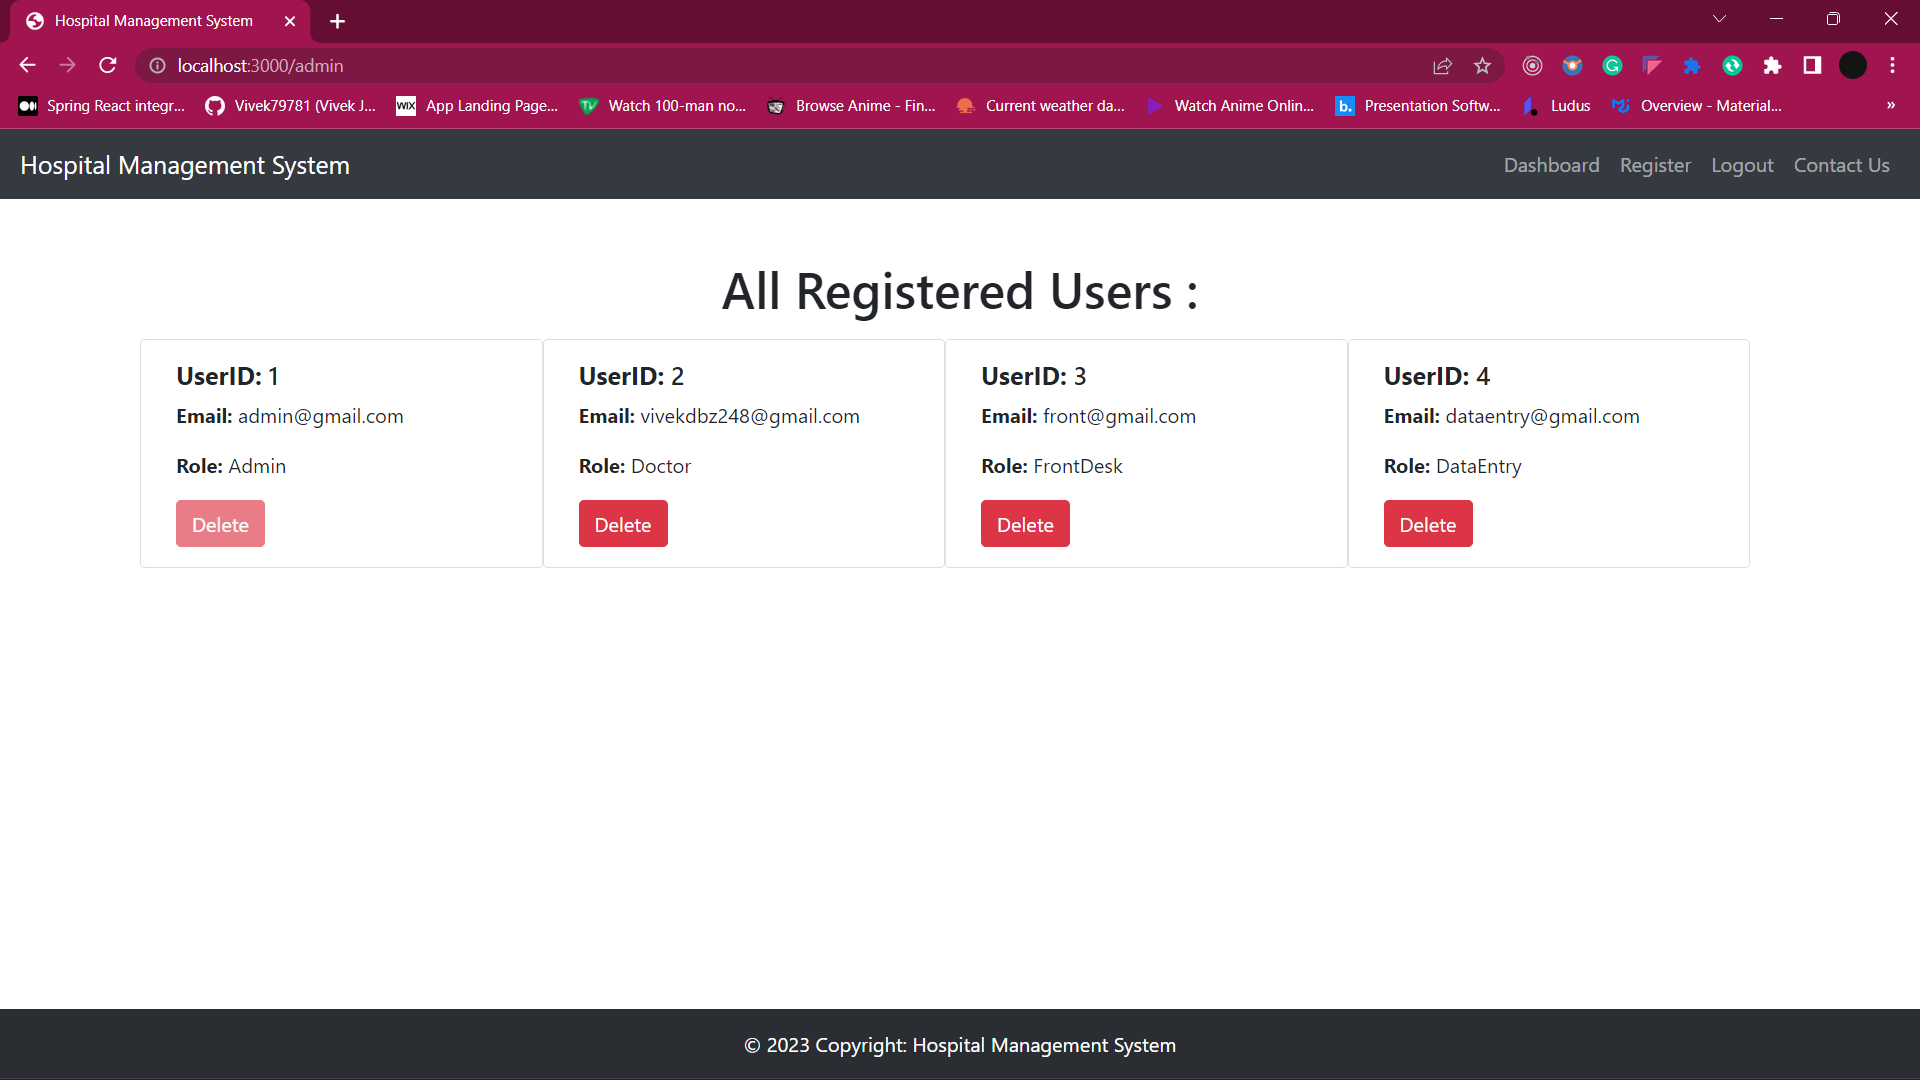 Hospital Management System
localhost:3000/admin
Spring React integr... Vivek79781 (Vivek J... WIX App Landing Page... TV Watch 100-man no... Browse Anime - Fin... Current weather da... Watch Anime Onlin... b. Presentation Softw... Ludus Overview - Material... »
Hospital Management System Dashboard Register Logout Contact Us
All Registered Users :
UserID: 1
Email: admin@gmail.com
Role: Admin
Delete
UserID: 2
Email: vivekdbz248@gmail.com
Role: Doctor
Delete
UserID: 3
Email: front@gmail.com
Role: FrontDesk
Delete
UserID: 4
Email: dataentry@gmail.com
Role: DataEntry
Delete
© 2023 Copyright: Hospital Management System